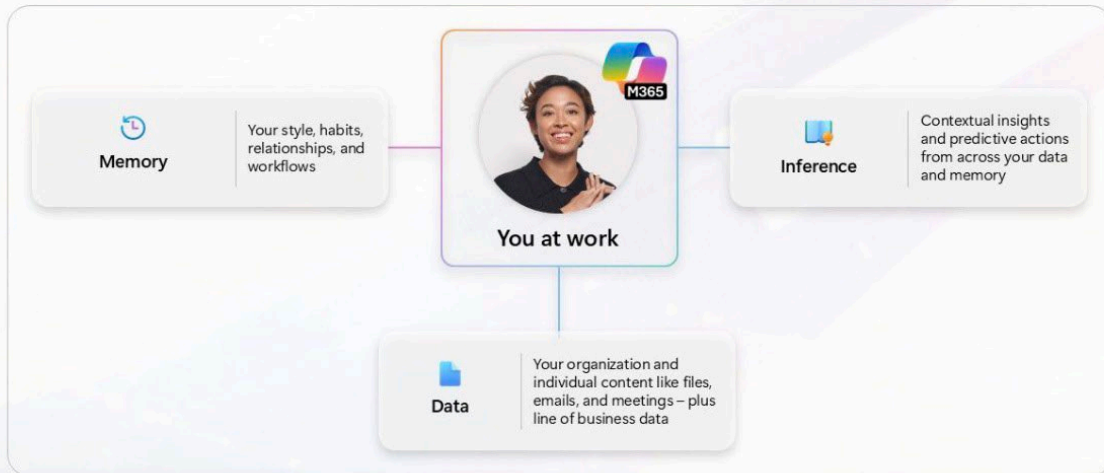 M365
You at work
Memory
Your style, habits,
relationships, and
workflows
Inference
Contextual insights
and predictive actions
from across your data
and memory
Data
Your organization and
individual content like files,
emails, and meetings – plus
line of business data